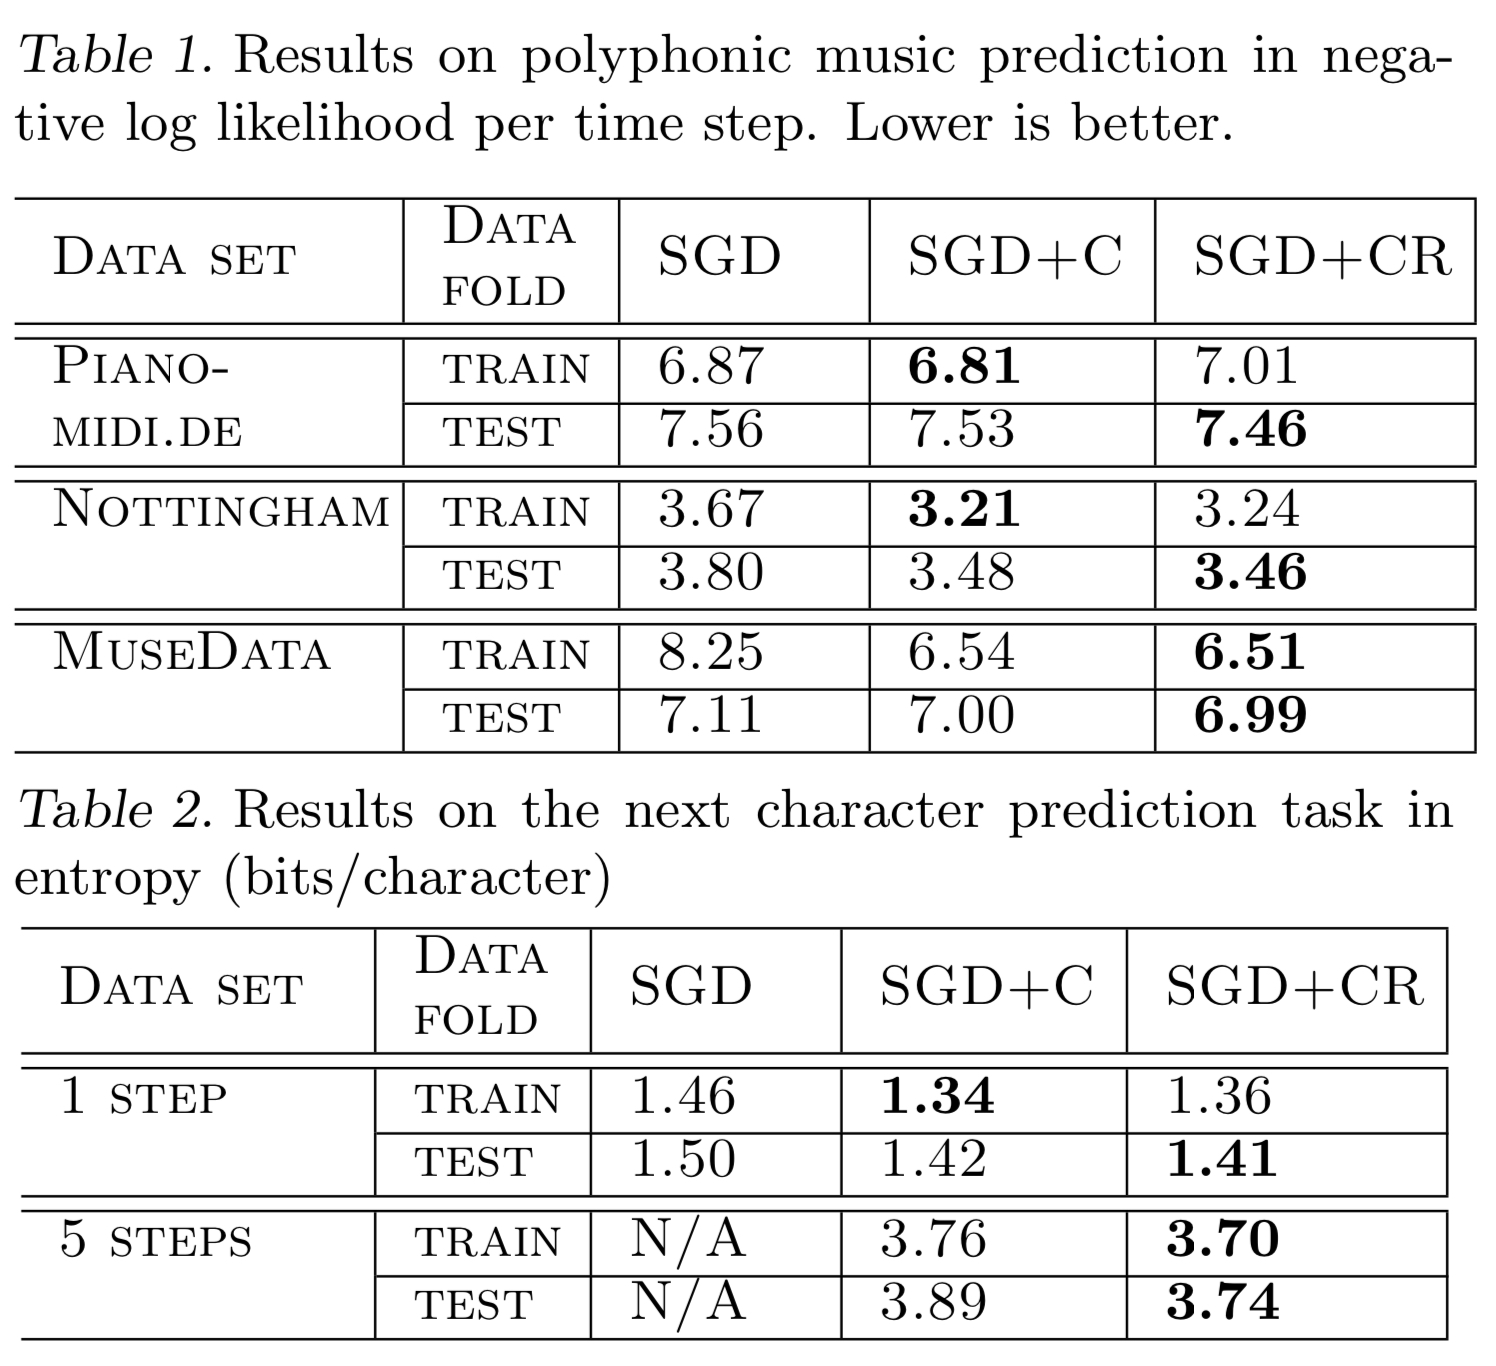 Table 1. Results on polyphonic music prediction in nega-
tive log likelihood per time step. Lower is better.
Data set Data fold SGD SGD+C SGD+CR
Piano-midi.de train 6.87 6.81 7.01
test 7.56 7.53 7.46
Nottingham train 3.67 3.21 3.24
test 3.80 3.48 3.46
MuseData train 8.25 6.54 6.51
test 7.11 7.00 6.99
Table 2. Results on the next character prediction task in
entropy (bits/character)
Data set Data fold SGD SGD+C SGD+CR
1 step train 1.46 1.34 1.36
test 1.50 1.42 1.41
5 steps train N/A 3.76 3.70
test N/A 3.89 3.74